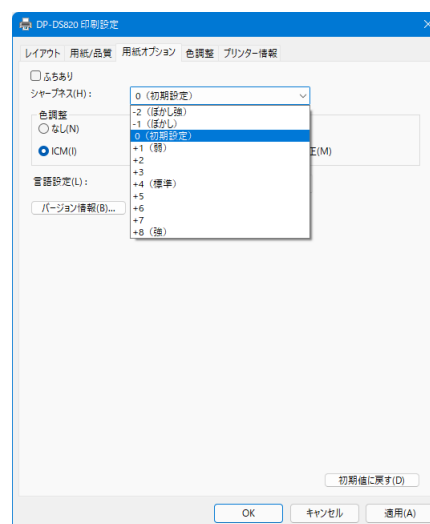 DP-DS820 印刷設定
レイアウト 用紙/品質 用紙オプション 色調整 プリンター情報
ふちあり
シャープネス(H)： 0（初期設定）
-2（ぼかし強）
-1（ぼかし）
0（初期設定）
+1（弱）
+2
+3
+4（標準）
+5
+6
+7
+8（強）
色調整
なし(N)
ICM(I)
E(M)
言語設定(L)：
バージョン情報(B)...
初期値に戻す(D)
OK キャンセル 適用(A)